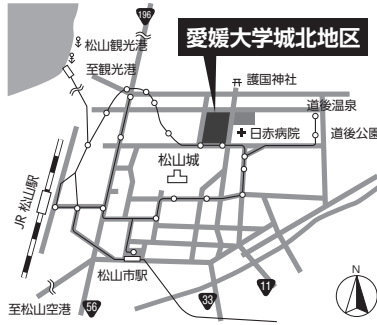 196
愛媛大学城北地区
松山観光港
至観光港
護国神社
道後温泉
日赤病院
道後公園
松山城
JR 松山駅
松山市駅
至松山空港
56
33
11
N